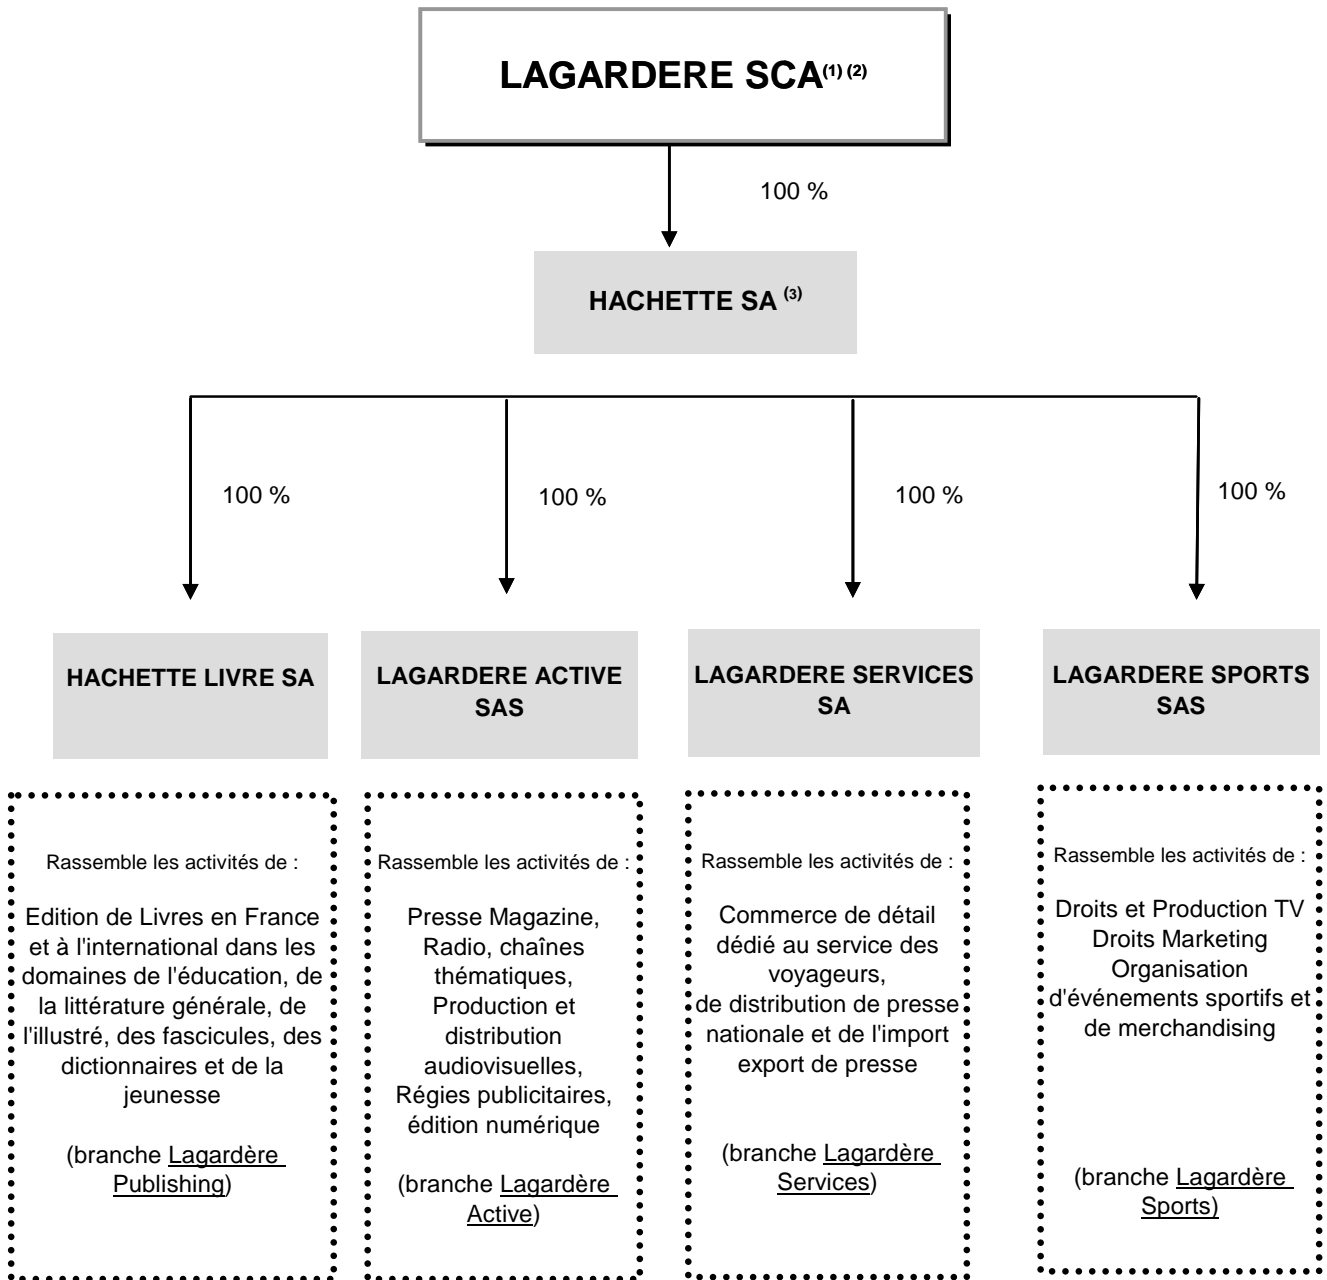 LAGARDERE SCA(1) (2)
100 %
HACHETTE SA (3)
100 %
100 %
100 %
100 %
HACHETTE LIVRE SA
LAGARDERE ACTIVE
SAS
LAGARDERE SERVICES
SA
LAGARDERE SPORTS
SAS
Rassemble les activités de :
Edition de Livres en France
et à l'international dans les
domaines de l'éducation, de
la littérature générale, de
l'illustré, des fascicules, des
dictionnaires et de la
jeunesse
(branche Lagardère
Publishing)
Rassemble les activités de :
Presse Magazine,
Radio, chaînes
thématiques,
Production et
distribution
audiovisuelles,
Régies publicitaires,
édition numérique
(branche Lagardère
Active)
Rassemble les activités de :
Commerce de détail
dédié au service des
voyageurs,
de distribution de presse
nationale et de l'import
export de presse
(branche Lagardère
Services)
Rassemble les activités de :
Droits et Production TV
Droits Marketing
Organisation
d'événements sportifs et
de merchandising
(branche Lagardère
Sports)